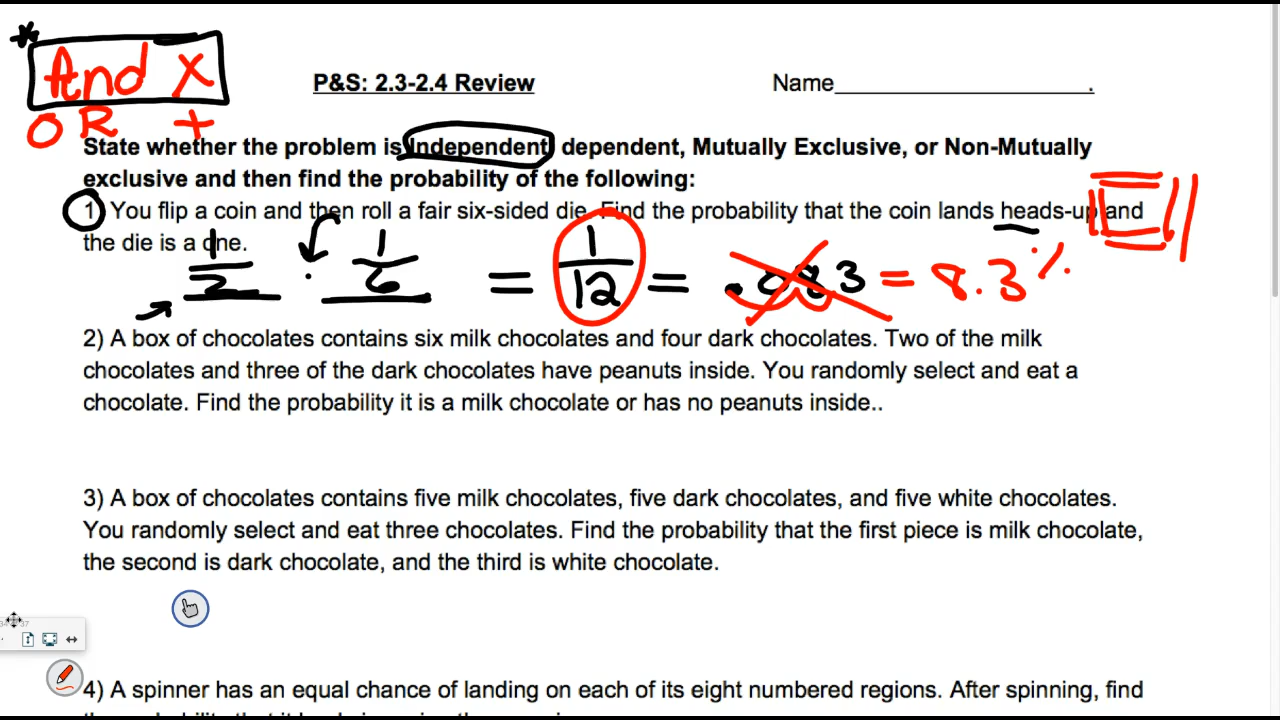 * And X
OR +
P&S: 2.3-2.4 Review Name___________________.
State whether the problem is Independent, dependent, Mutually Exclusive, or Non-Mutually
exclusive and then find the probability of the following:
1) You flip a coin and then roll a fair six-sided die. Find the probability that the coin lands heads-up and
the die is a one.
1/2 · 1/6 = 1/12 = .083 = 8.3%
2) A box of chocolates contains six milk chocolates and four dark chocolates. Two of the milk
chocolates and three of the dark chocolates have peanuts inside. You randomly select and eat a
chocolate. Find the probability it is a milk chocolate or has no peanuts inside..
3) A box of chocolates contains five milk chocolates, five dark chocolates, and five white chocolates.
You randomly select and eat three chocolates. Find the probability that the first piece is milk chocolate,
the second is dark chocolate, and the third is white chocolate.
4) A spinner has an equal chance of landing on each of its eight numbered regions. After spinning, find